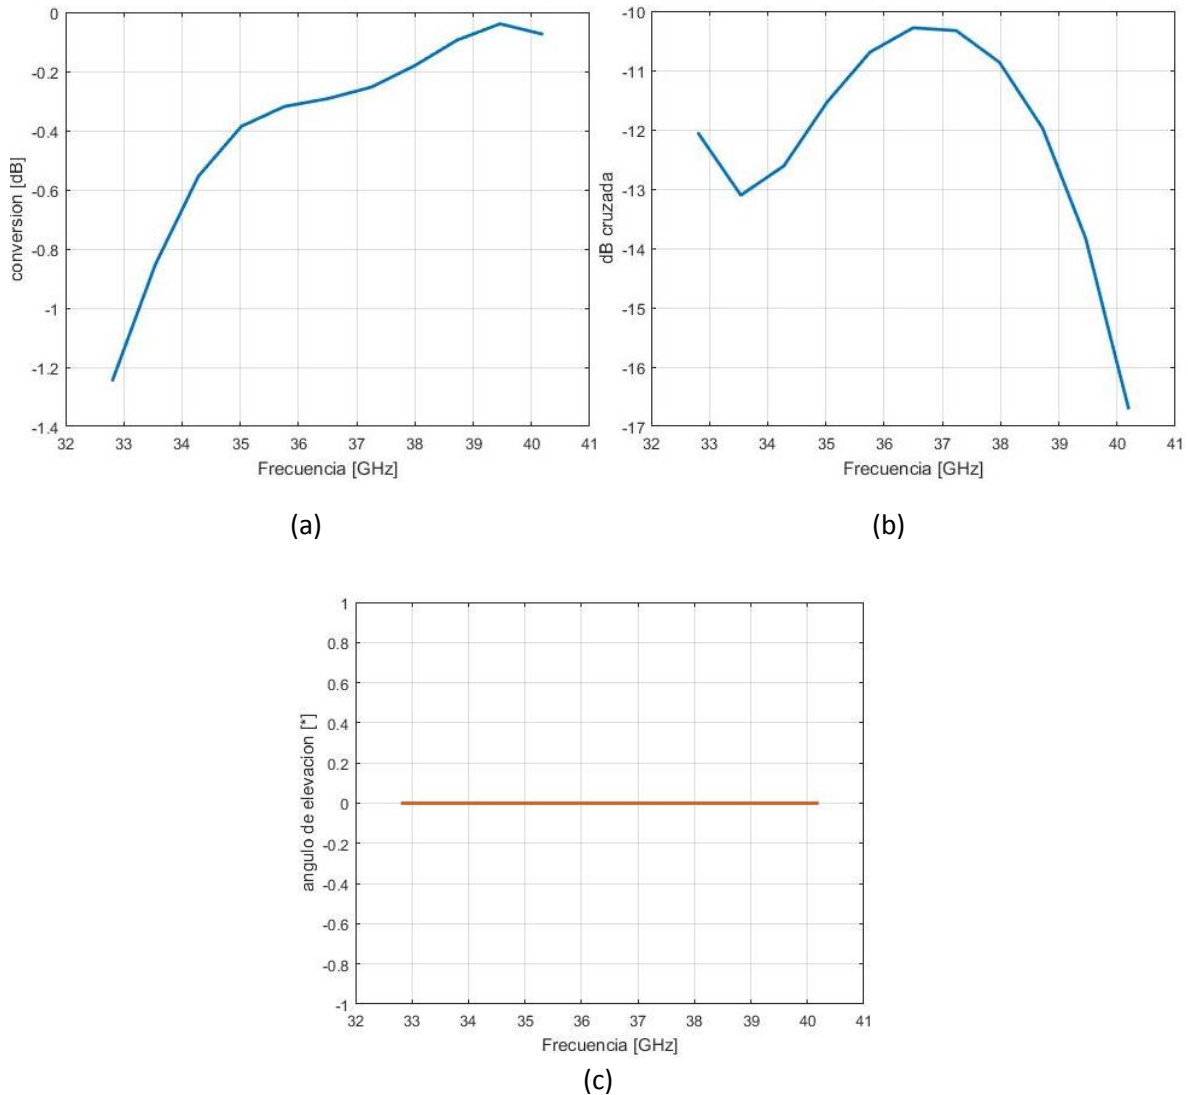 0
-0.2
-0.4
-0.6
-0.8
-1
-1.2
-1.4
conversion [dB]
32 33 34 35 36 37 38 39 40 41
Frecuencia [GHz]
(a)
-10
-11
-12
-13
-14
-15
-16
-17
dB cruzada
32 33 34 35 36 37 38 39 40 41
Frecuencia [GHz]
(b)
1
0.8
0.6
0.4
0.2
0
-0.2
-0.4
-0.6
-0.8
-1
angulo de elevacion [*]
32 33 34 35 36 37 38 39 40 41
Frecuencia [GHz]
(c)